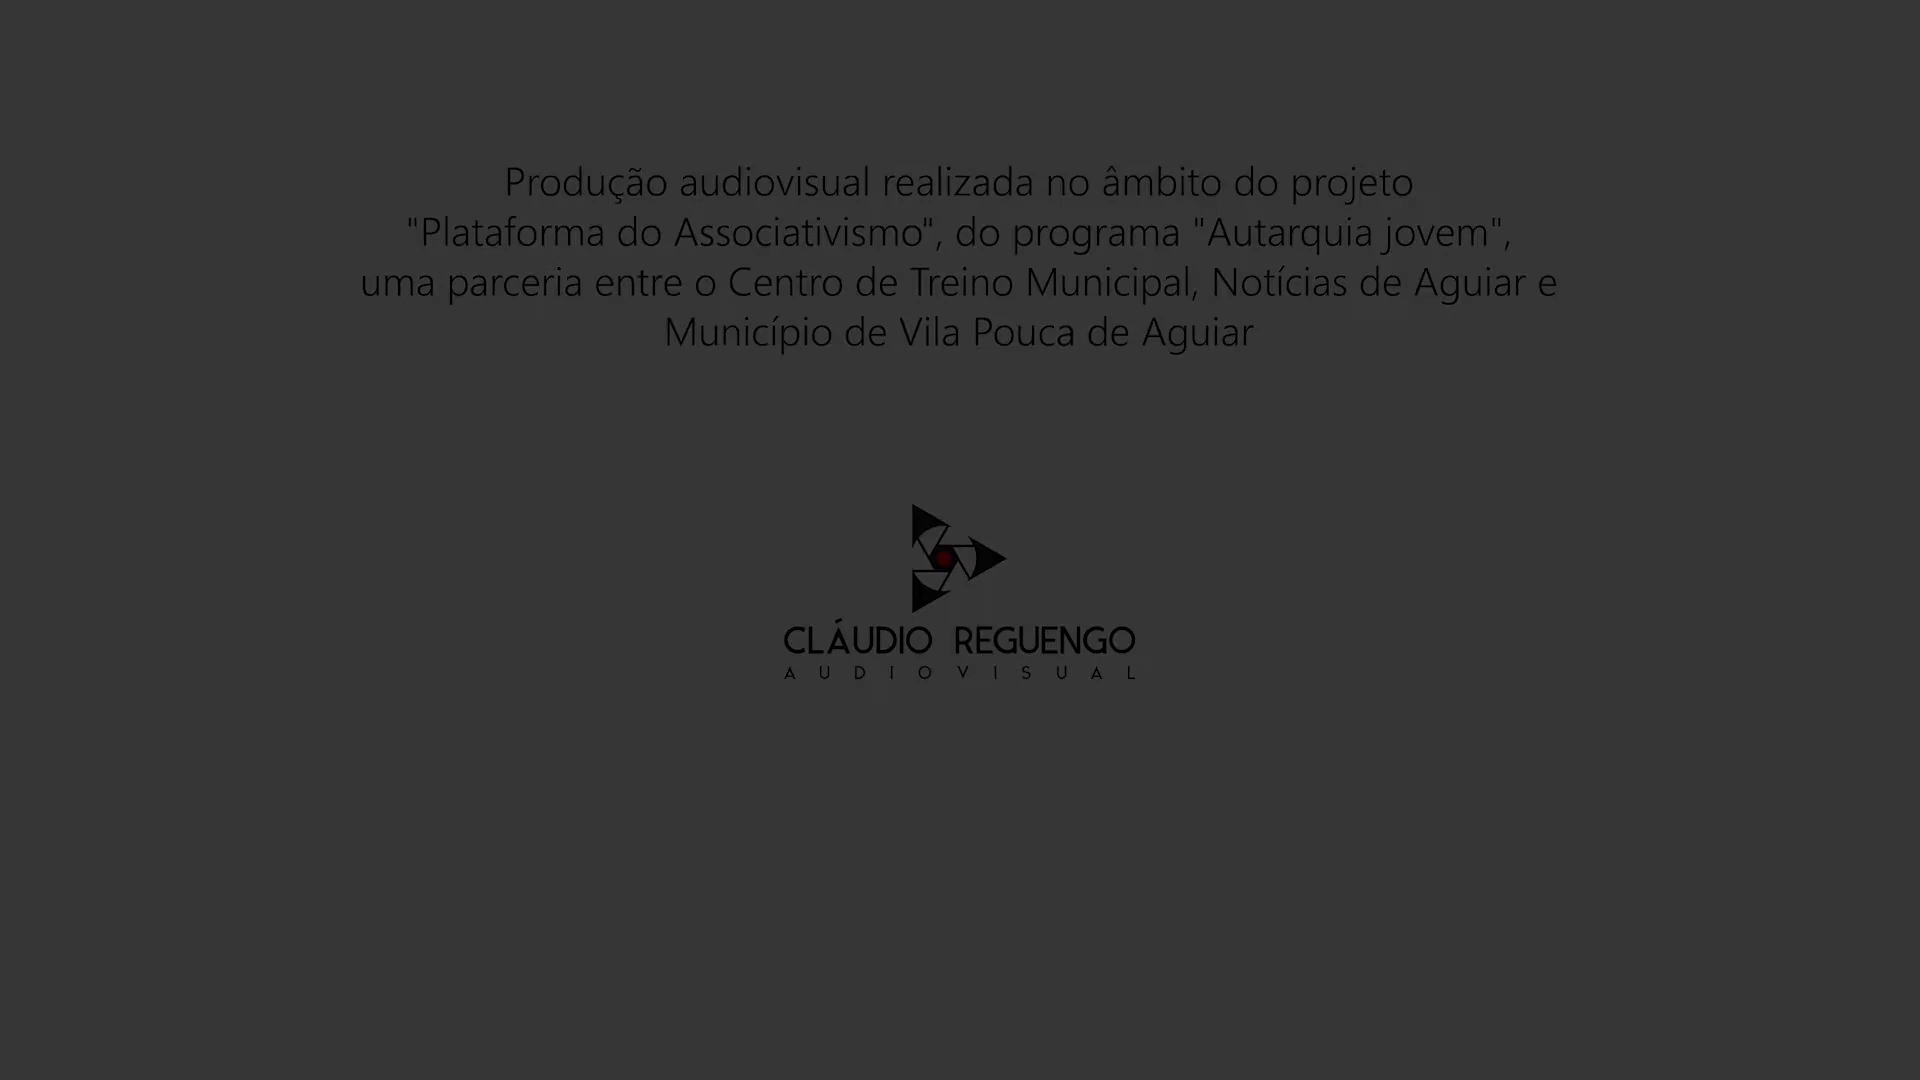 Produção audiovisual realizada no âmbito do projeto
"Plataforma do Associativismo", do programa "Autarquia jovem",
uma parceria entre o Centro de Treino Municipal, Notícias de Aguiar e
Município de Vila Pouca de Aguiar
CLÁUDIO REGUENGO
AUDIOVISUAL